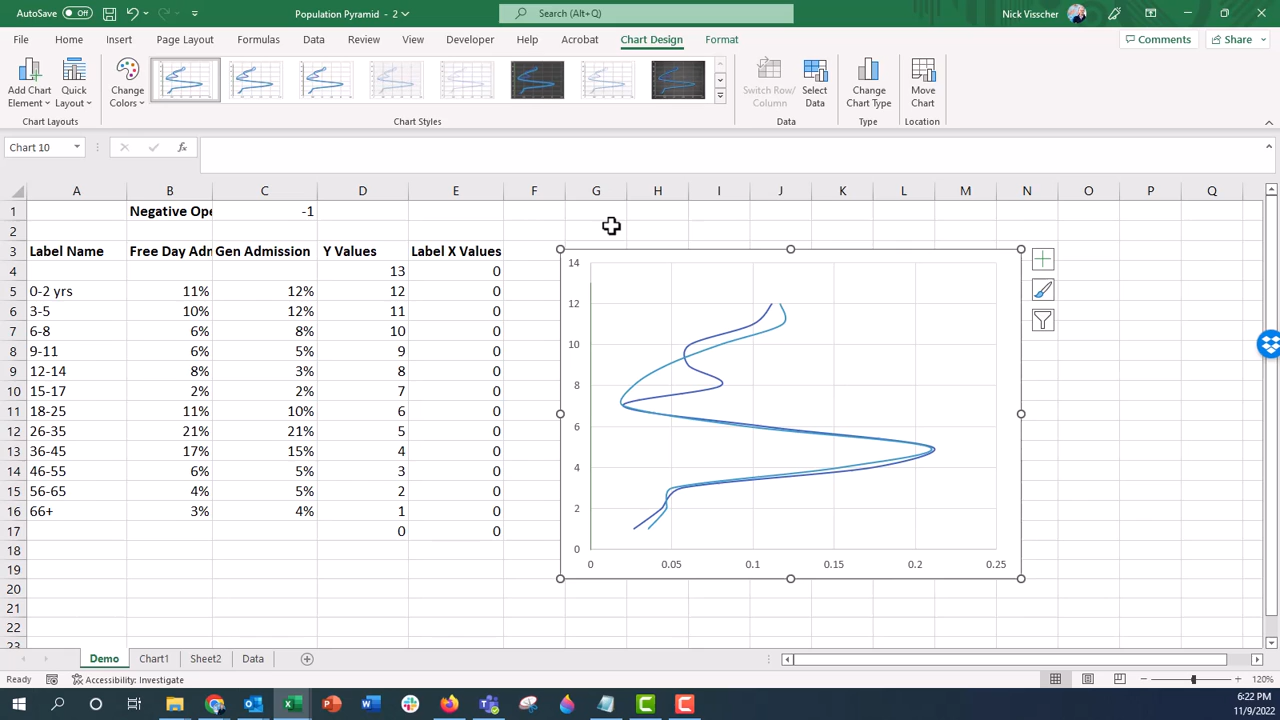 AutoSave Off Population Pyramid - 2 Search (Alt+Q) Nick Visscher
File Home Insert Page Layout Formulas Data Review View Developer Help Acrobat Chart Design Format Comments Share
Add Chart Element Quick Layout Change Colors Switch Row/ Column Select Data Change Chart Type Move Chart
Chart Layouts Chart Styles Data Type Location
Chart 10 fx
A B C D E F G H I J K L M N O P Q
1 Negative Ope -1
2
3 Label Name Free Day Adm Gen Admission Y Values Label X Values
4 13 0
5 0-2 yrs 11% 12% 12 0
6 3-5 10% 12% 11 0
7 6-8 6% 8% 10 0
8 9-11 6% 5% 9 0
9 12-14 8% 3% 8 0
10 15-17 2% 2% 7 0
11 18-25 11% 10% 6 0
12 26-35 21% 21% 5 0
13 36-45 17% 15% 4 0
14 46-55 6% 5% 3 0
15 56-65 4% 5% 2 0
16 66+ 3% 4% 1 0
17 0 0
18
19
20
21
22
23
14
12
10
8
6
4
2
0
0 0.05 0.1 0.15 0.2 0.25
Demo Chart1 Sheet2 Data
Ready Accessibility: Investigate 120%
6:22 PM
11/9/2022